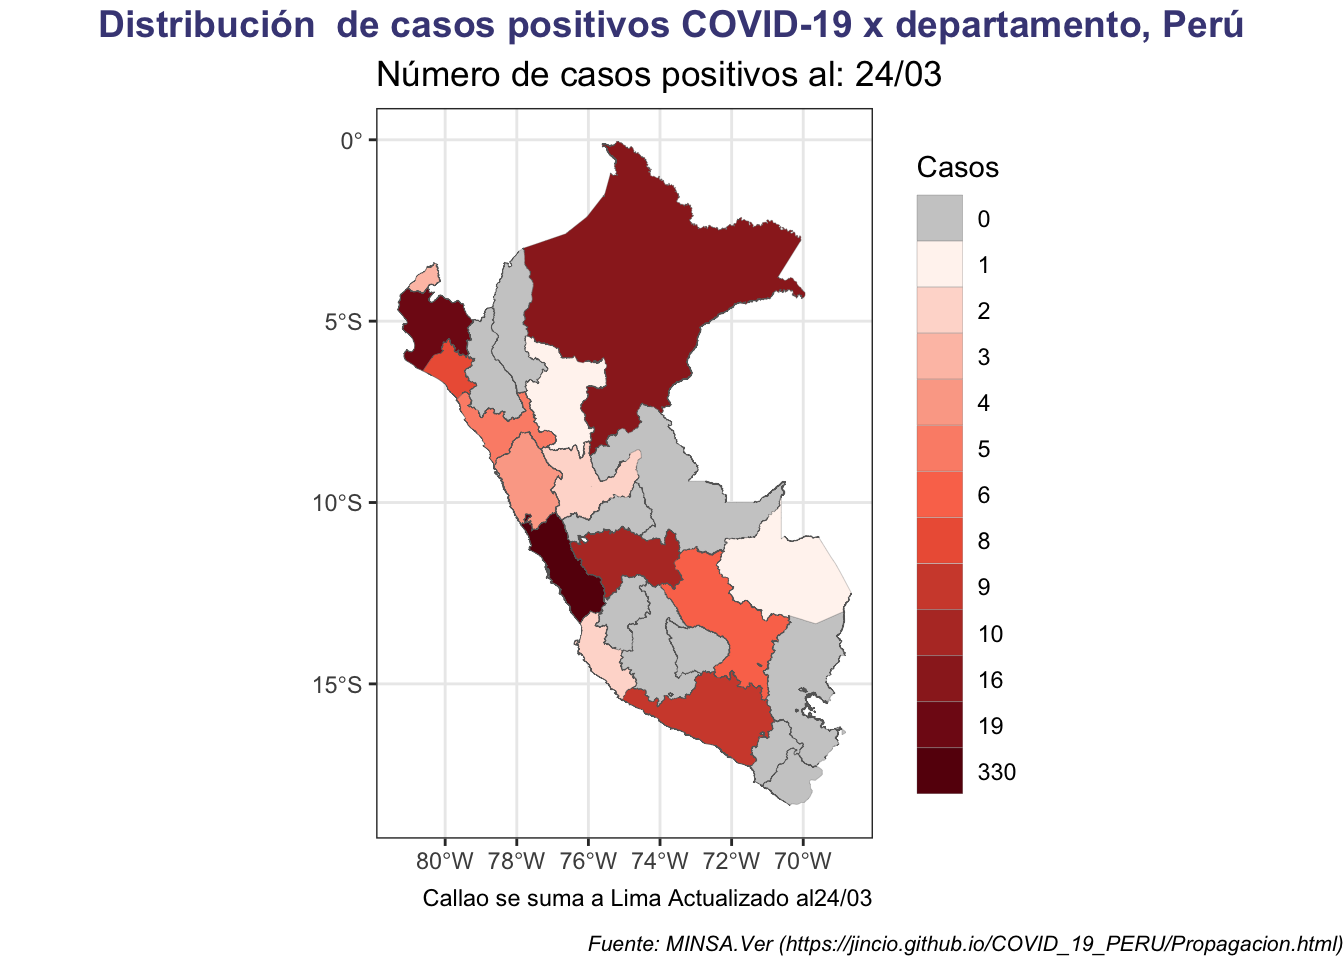 Distribución  de casos positivos COVID-19 x departamento, Perú
Número de casos positivos al: 24/03
0°
5°S
10°S
15°S
80°W
78°W
76°W
74°W
72°W
70°W
Casos
0
1
2
3
4
5
6
8
9
10
16
19
330
Callao se suma a Lima Actualizado al24/03
Fuente: MINSA.Ver (https://jincio.github.io/COVID_19_PERU/Propagacion.html)